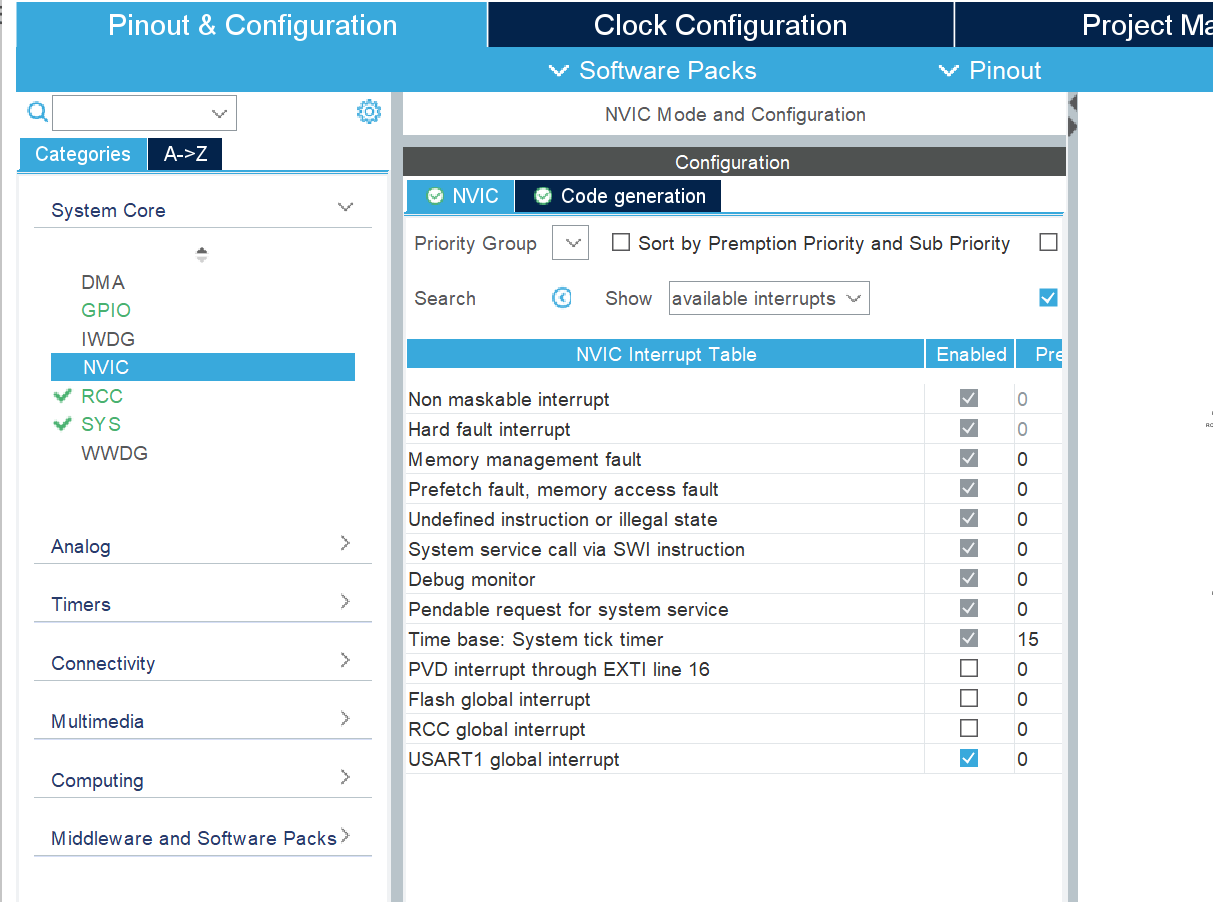 Pinout & Configuration
Clock Configuration
Project Ma
Software Packs
Pinout
Categories
A->Z
System Core
DMA
GPIO
IWDG
NVIC
RCC
SYS
WWDG
Analog
Timers
Connectivity
Multimedia
Computing
Middleware and Software Packs
NVIC Mode and Configuration
Configuration
NVIC
Code generation
Priority Group
Sort by Premption Priority and Sub Priority
Search
Show
available interrupts
NVIC Interrupt Table Enabled Pre
Non maskable interrupt 0
Hard fault interrupt 0
Memory management fault 0
Prefetch fault, memory access fault 0
Undefined instruction or illegal state 0
System service call via SWI instruction 0
Debug monitor 0
Pendable request for system service 0
Time base: System tick timer 15
PVD interrupt through EXTI line 16 0
Flash global interrupt 0
RCC global interrupt 0
USART1 global interrupt 0